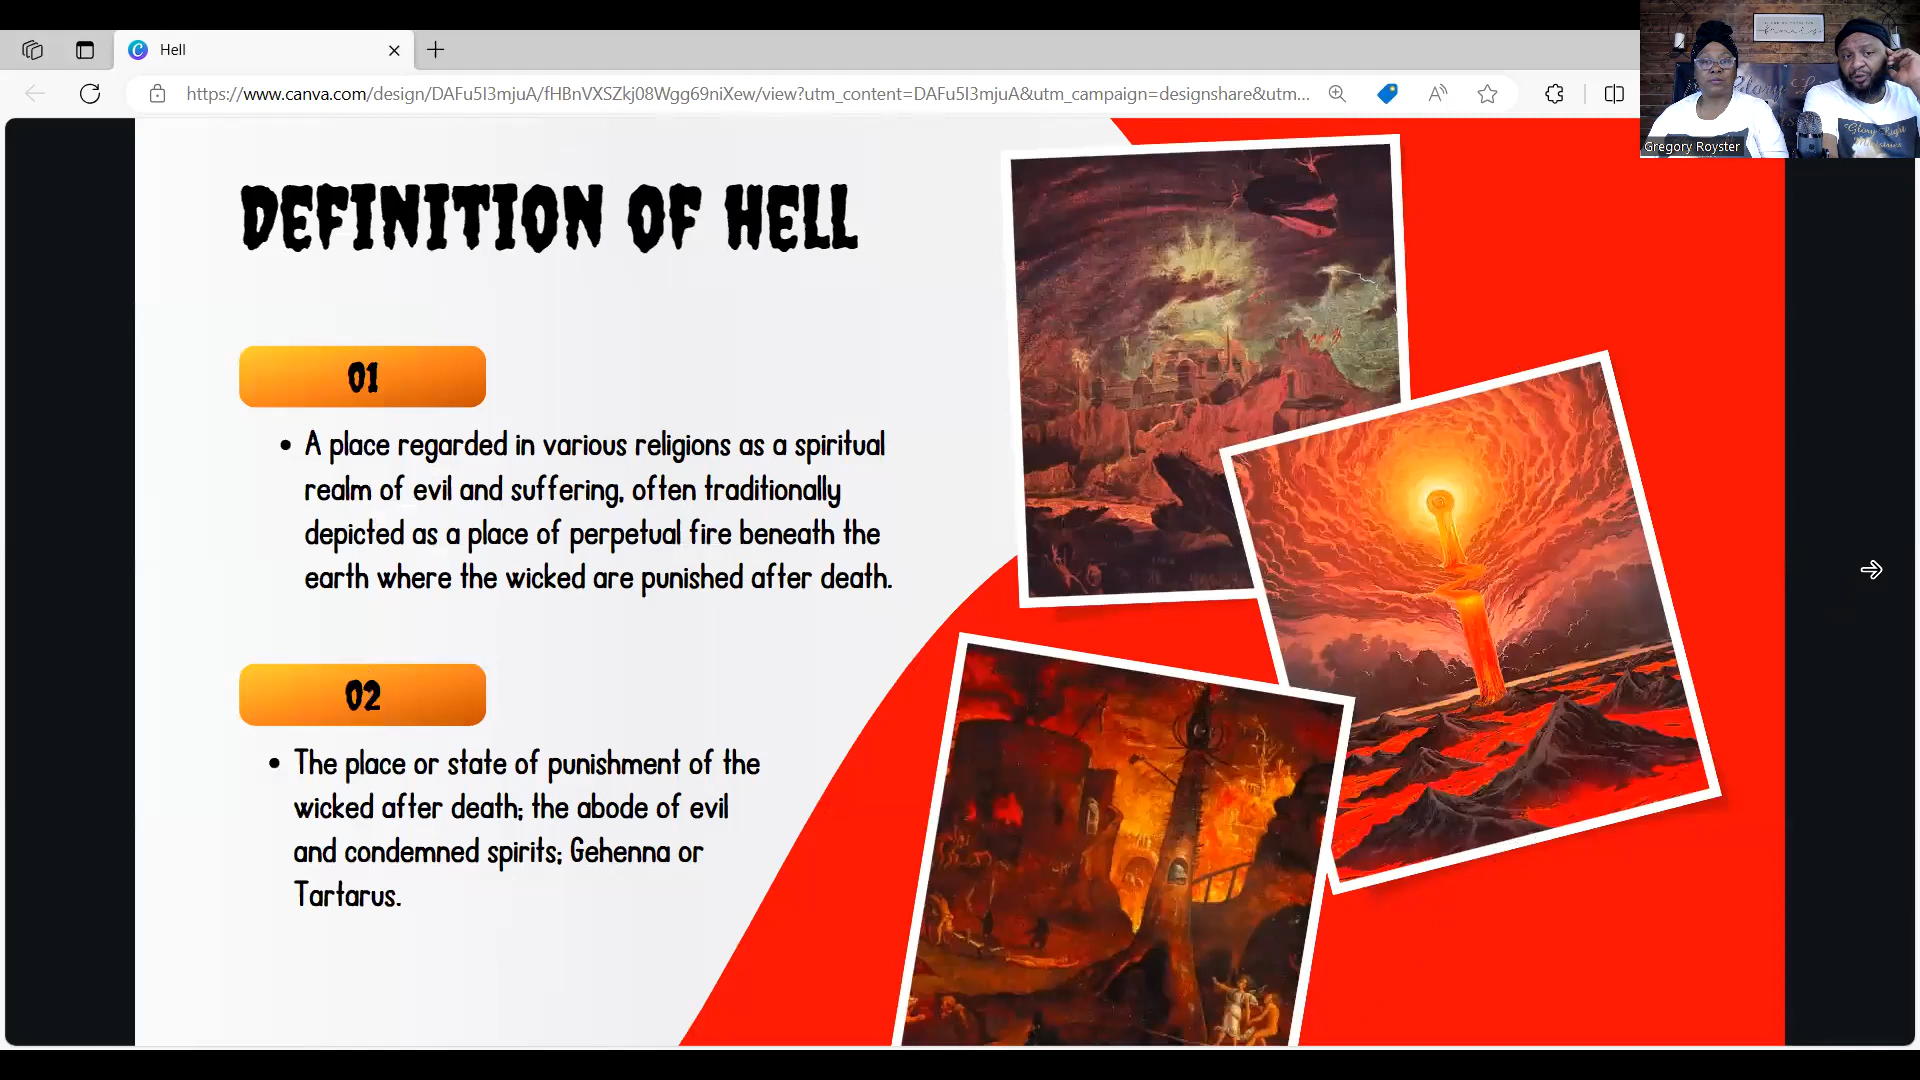 Hell
https://www.canva.com/design/DAFu5I3mjuA/fHBnVXSZkj08Wgg69niXew/view?utm_content=DAFu5I3mjuA&utm_campaign=designshare&utm...
Gregory Royster
DEFINITION OF HELL
01
• A place regarded in various religions as a spiritual
realm of evil and suffering, often traditionally
depicted as a place of perpetual fire beneath the
earth where the wicked are punished after death.
02
• The place or state of punishment of the
wicked after death; the abode of evil
and condemned spirits; Gehenna or
Tartarus.